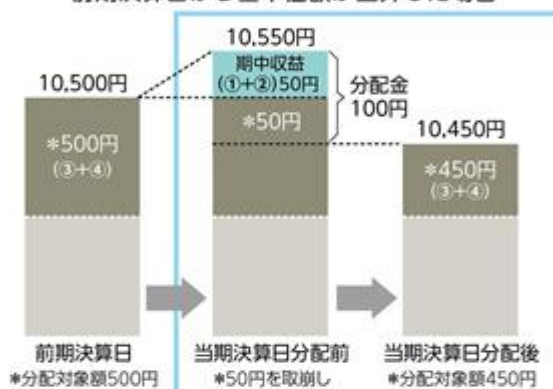 前期決算日から基準価額が上昇した場合
10,550円
期中収益
(①+②)50円
10,500円
分配金
100円
*50円
10,450円
*500円
(③+④)
*450円
(③+④)
前期決算日
*分配対象額500円
当期決算日分配前
*50円を取崩し
当期決算日分配後
*分配対象額450円